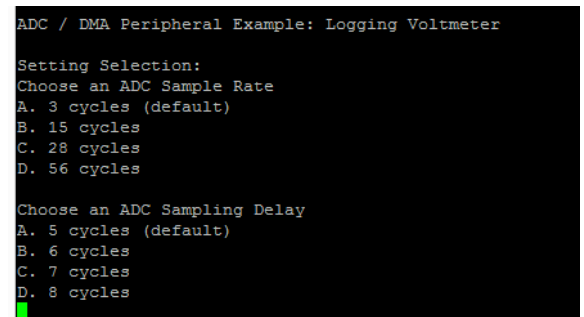 ADC / DMA Peripheral Example: Logging Voltmeter
Setting Selection:
Choose an ADC Sample Rate
A. 3 cycles (default)
B. 15 cycles
C. 28 cycles
D. 56 cycles
Choose an ADC Sampling Delay
A. 5 cycles (default)
B. 6 cycles
C. 7 cycles
D. 8 cycles